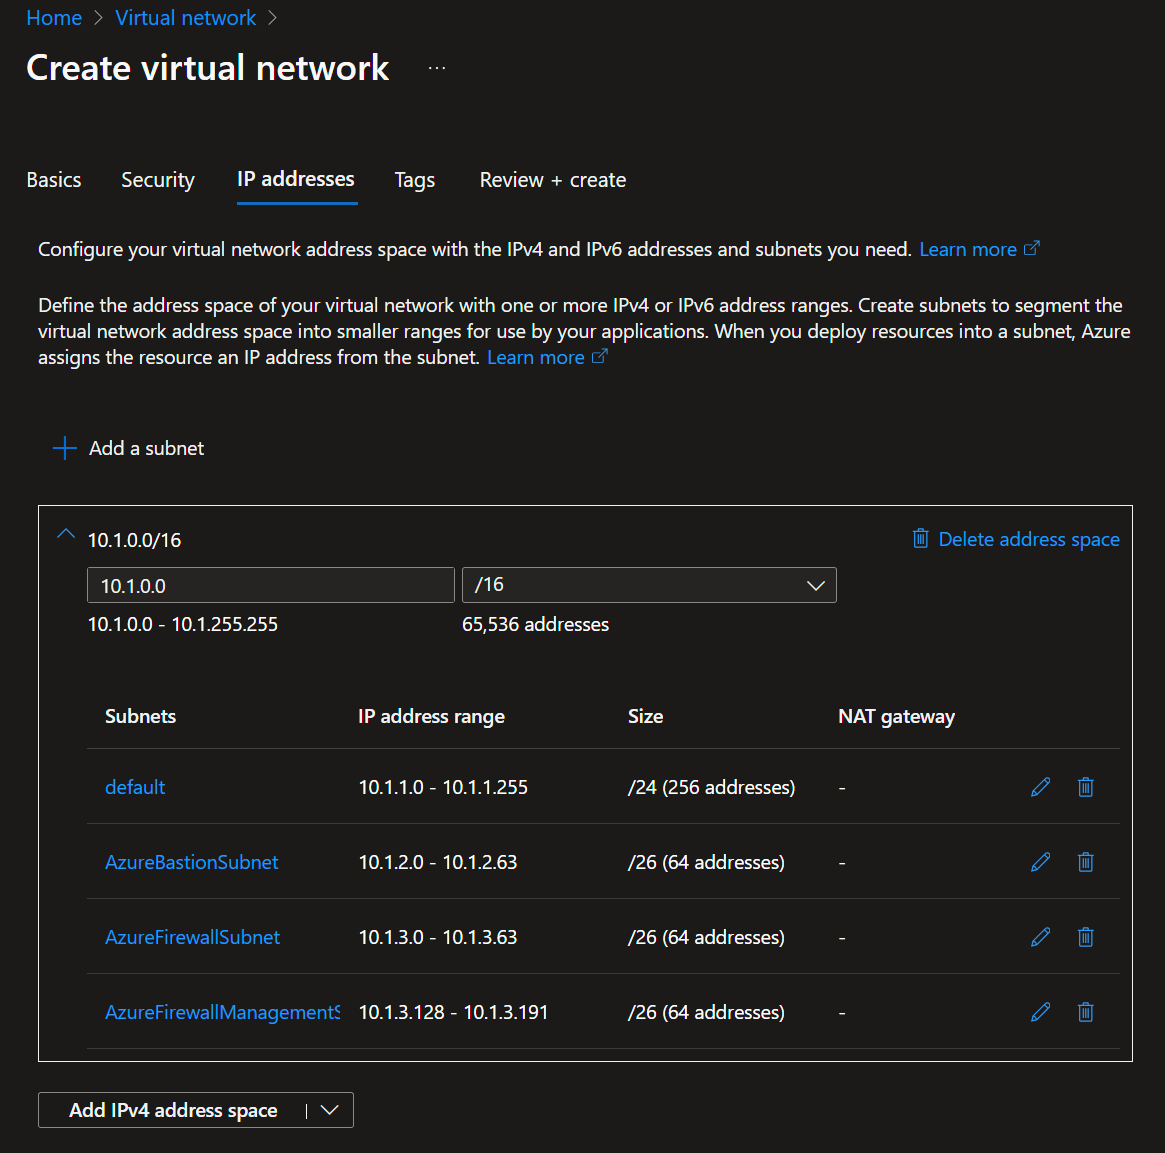 Home > Virtual network >
Create virtual network ...
Basics Security IP addresses Tags Review + create
Configure your virtual network address space with the IPv4 and IPv6 addresses and subnets you need. Learn more
Define the address space of your virtual network with one or more IPv4 or IPv6 address ranges. Create subnets to segment the
virtual network address space into smaller ranges for use by your applications. When you deploy resources into a subnet, Azure
assigns the resource an IP address from the subnet. Learn more
Add a subnet
10.1.0.0/16 Delete address space
10.1.0.0 /16
10.1.0.0 - 10.1.255.255 65,536 addresses
Subnets IP address range Size NAT gateway
default 10.1.1.0 - 10.1.1.255 /24 (256 addresses) -
AzureBastionSubnet 10.1.2.0 - 10.1.2.63 /26 (64 addresses) -
AzureFirewallSubnet 10.1.3.0 - 10.1.3.63 /26 (64 addresses) -
AzureFirewallManagementS 10.1.3.128 - 10.1.3.191 /26 (64 addresses) -
Add IPv4 address space